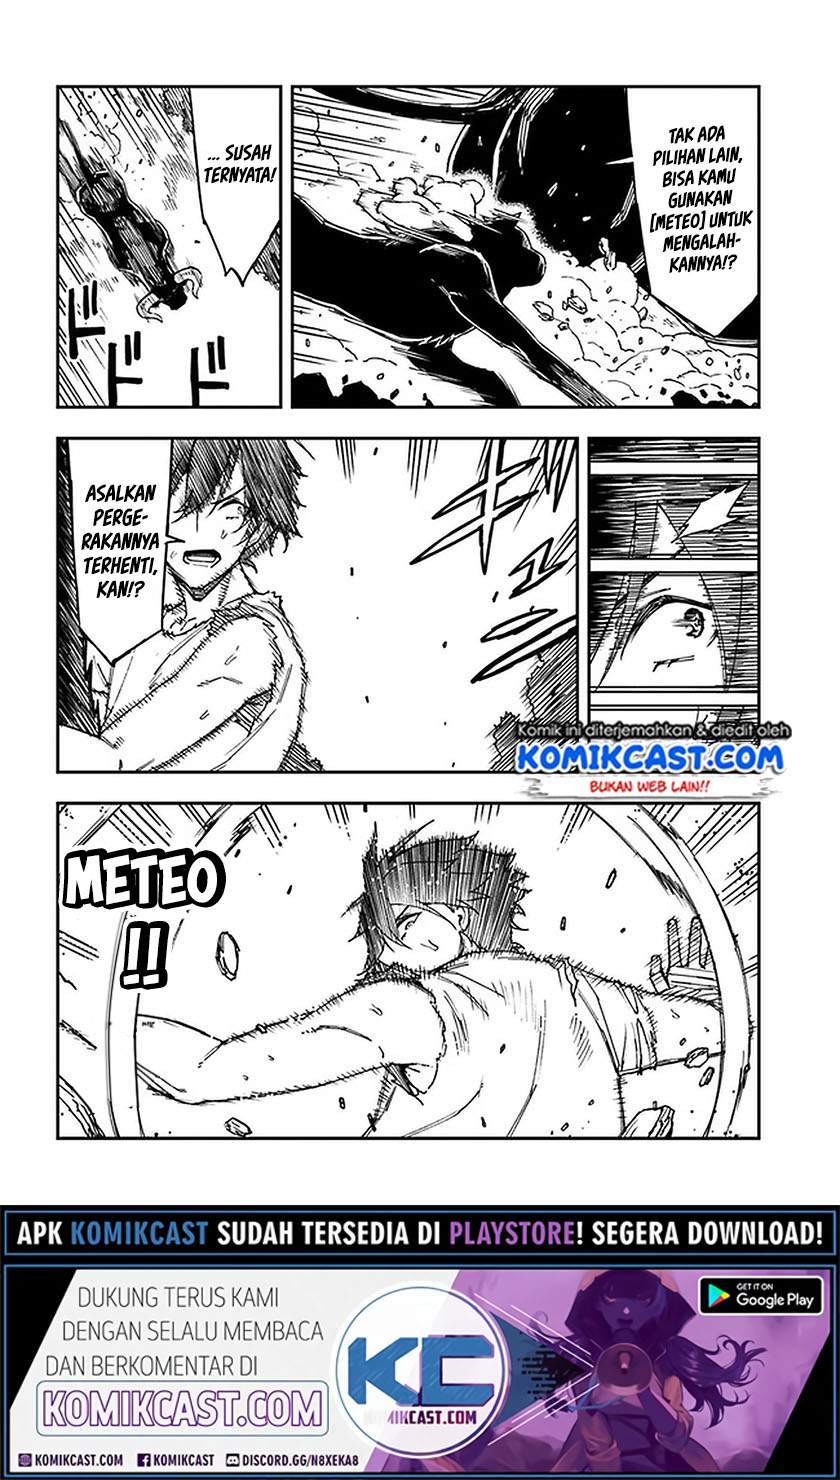 TAK ADA
PILIHAN LAIN,
BISA KAMU
GUNAKAN
[METEO] UNTUK
MENGALAH-
KANNYA!?
... SUSAH
TERNYATA!
ド
ド
ド
ASALKAN
PERGE-
RAKANNYA
TERHENTI,
KAN!?
Komik ini diterjemahkan & diedit oleh
KOMIKCAST.COM
BUKAN WEB LAIN!!
METEO
!!
APK KOMIKCAST SUDAH TERSEDIA DI PLAYSTORE! SEGERA DOWNLOAD!
DUKUNG TERUS KAMI
DENGAN SELALU MEMBACA
DAN BERKOMENTAR DI
KOMIKCAST.COM
KC
KOMIKCAST.COM
GET IT ON
Google Play
KOMIKCAST.COM KOMIKCAST DISCORD.GG/N8XEKA8